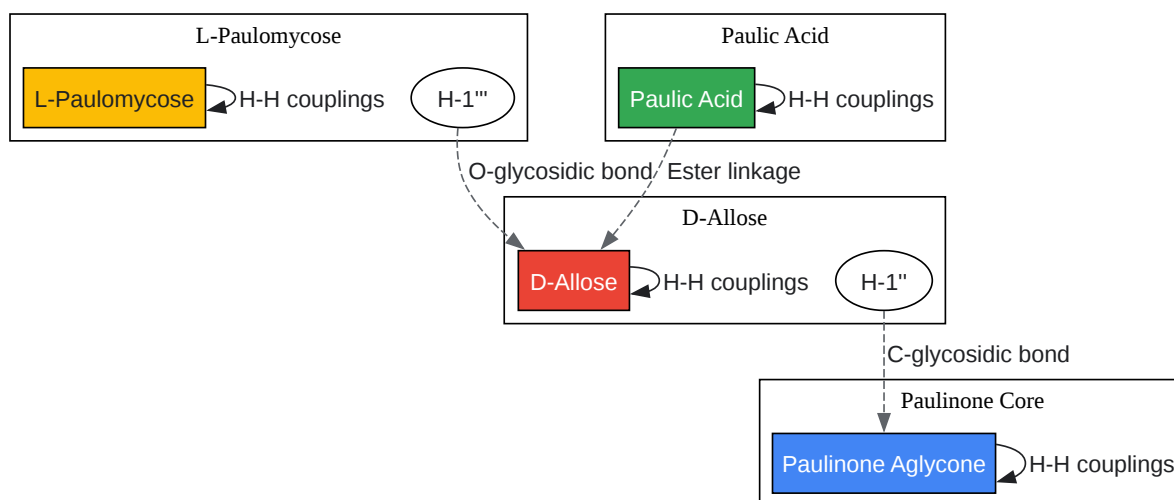 L-Paulomycose
Paulic Acid
L-Paulomycose
H-H couplings
H-1'''
Paulic Acid
H-H couplings
O-glycosidic bond
Ester linkage
D-Allose
D-Allose
H-H couplings
H-1''
C-glycosidic bond
Paulinone Core
Paulinone Aglycone
H-H couplings